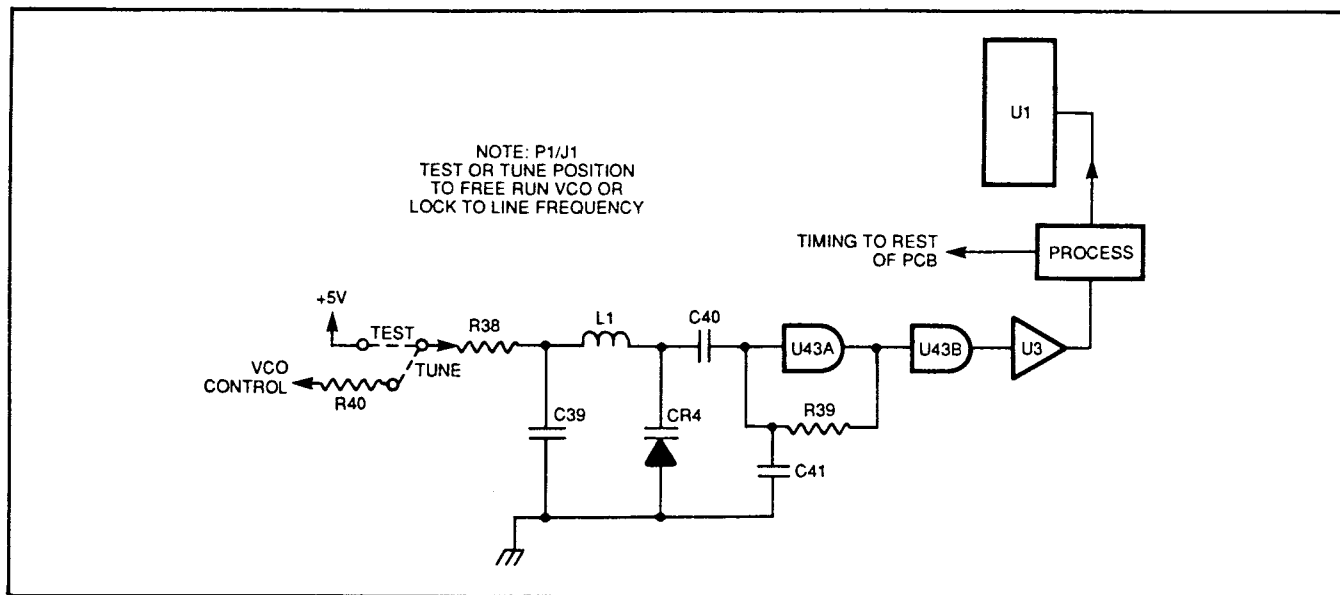 U1
NOTE: P1/J1
TEST OR TUNE POSITION
TO FREE RUN VCO OR
LOCK TO LINE FREQUENCY
TIMING TO REST
OF PCB
PROCESS
+5V
TEST
R38
L1
C40
U43A
U43B
U3
TUNE
VCO
CONTROL
R40
C39
CR4
R39
C41